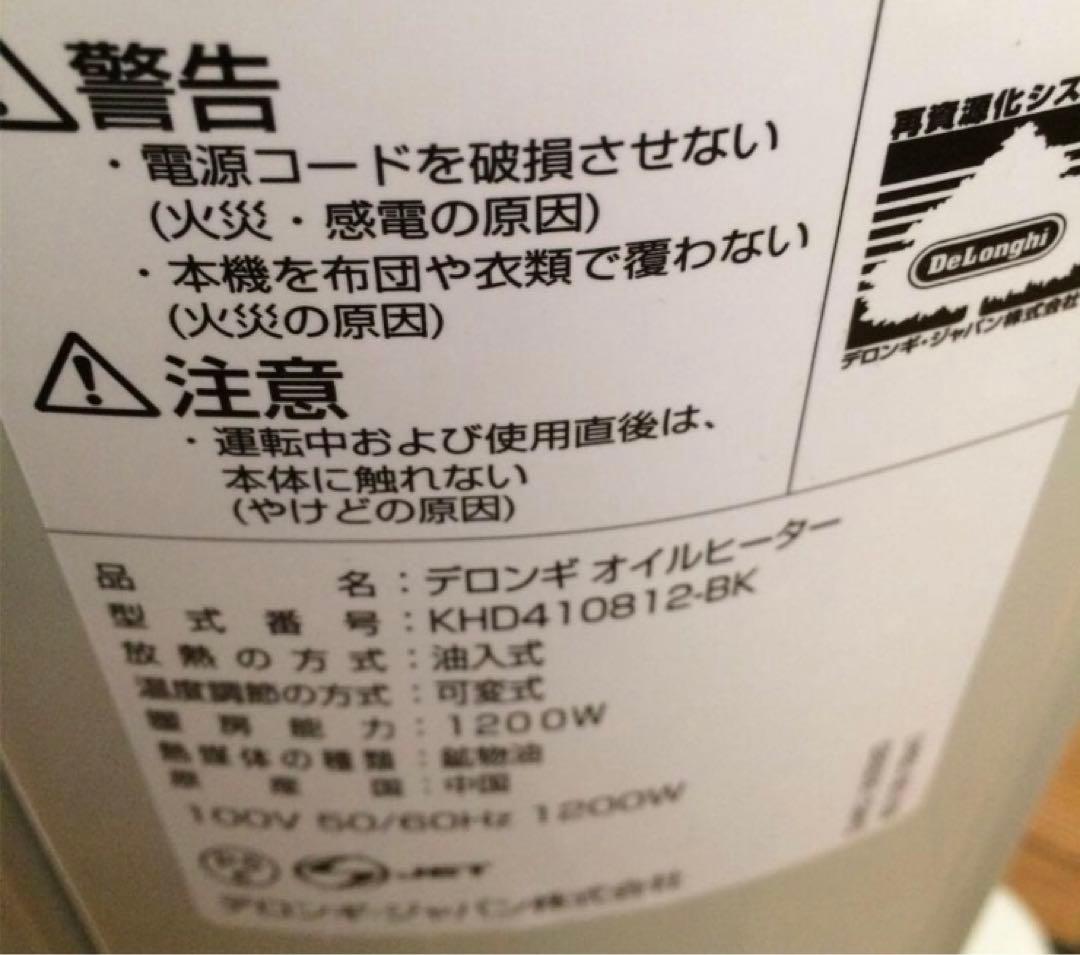 警告
・電源コードを破損させない
(火災・感電の原因)
・本機を布団や衣類で覆わない
(火災の原因)
注意
・運転中および使用直後は、
本体に触れない
(やけどの原因)
再資源化シス
DeLonghi
デロンギ・ジャパン株式会社
品名：デロンギ オイルヒーター
型式番号：KHD410812-BK
放熱の方式：油入式
温度調節の方式：可変式
暖房能力：1200W
熱媒体の種類：鉱物油
原産国：中国
100V 50/60Hz 1200W
PSE JET
デロンギ・ジャパン株式会社